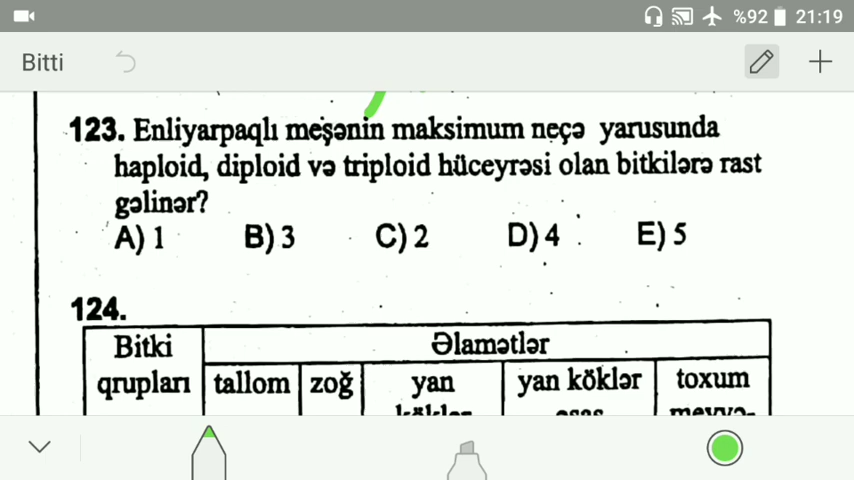 %92 21:19
Bitti
123. Enliyarpaqlı meşənin maksimum neçə yarusunda
haploid, diploid və triploid hüceyrəsi olan bitkilərə rast
gəlinər?
A) 1 B) 3 C) 2 D) 4 E) 5
124.
Bitki
qrupları
Əlamətlər
tallom zoğ yan yan köklər toxum